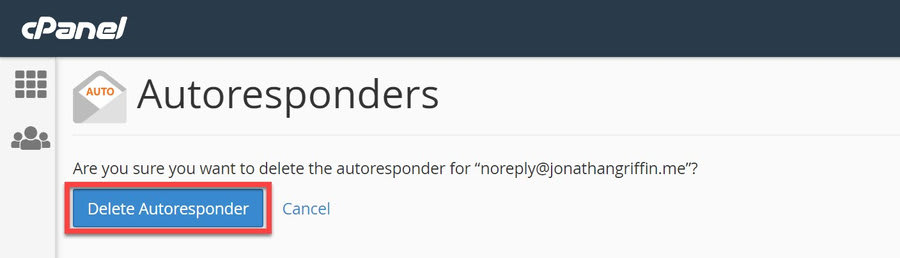 cPanel
AUTO
Autoresponders
Are you sure you want to delete the autoresponder for “noreply@jonathangriffin.me”?
Delete Autoresponder Cancel